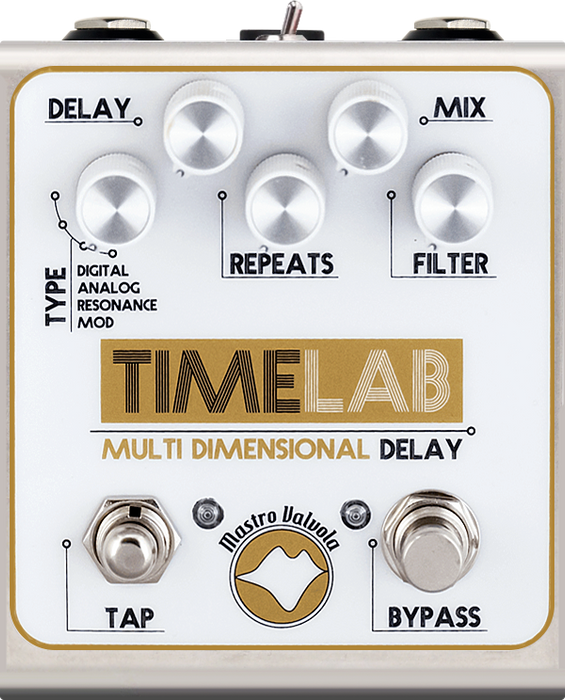 DELAY
MIX
REPEATS
FILTER
TYPE
DIGITAL
ANALOG
RESONANCE
MOD
TIMELAB
MULTI DIMENSIONAL DELAY
Mastro Valvola
TAP
BYPASS